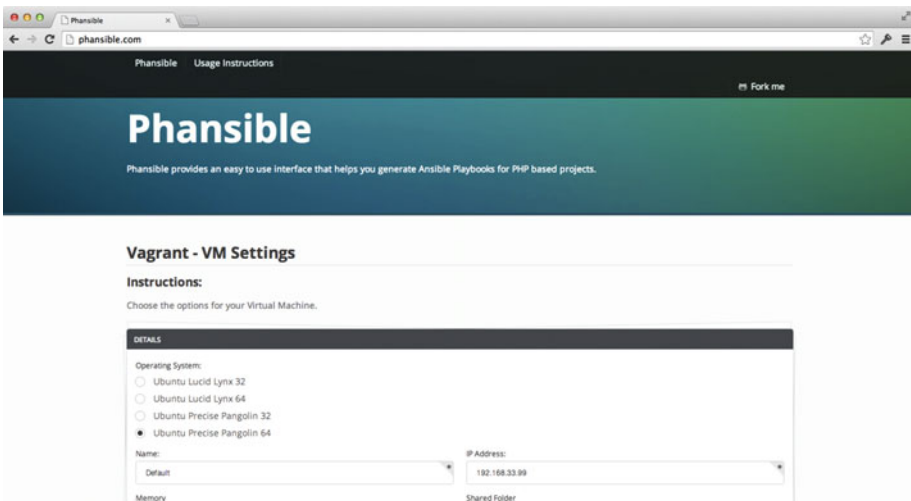 Phansible
phansible.com
Phansible Usage Instructions
Fork me
Phansible
Phansible provides an easy to use interface that helps you generate Ansible Playbooks for PHP based projects.
Vagrant - VM Settings
Instructions:
Choose the options for your Virtual Machine.
DETAILS
Operating System:
Ubuntu Lucid Lynx 32
Ubuntu Lucid Lynx 64
Ubuntu Precise Pangolin 32
Ubuntu Precise Pangolin 64
Name: IP Address:
Default 192.168.33.99
Memory Shared Folder